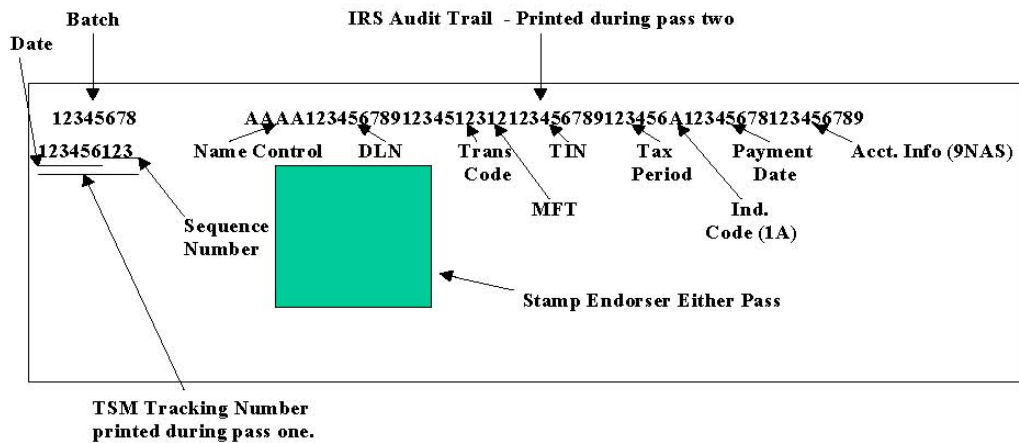 Batch
IRS Audit Trail - Printed during pass two
Date
12345678
AAAA12345678912345123121234567891 23456A12345678123456789
123456123
Name Control
DLN
Trans
Code
TIN
Tax
Period
Payment
Date
Acct. Info (9NAS)
MFT
Ind.
Code (1A)
Sequence
Number
Stamp Endorser Either Pass
TSM Tracking Number
printed during pass one.